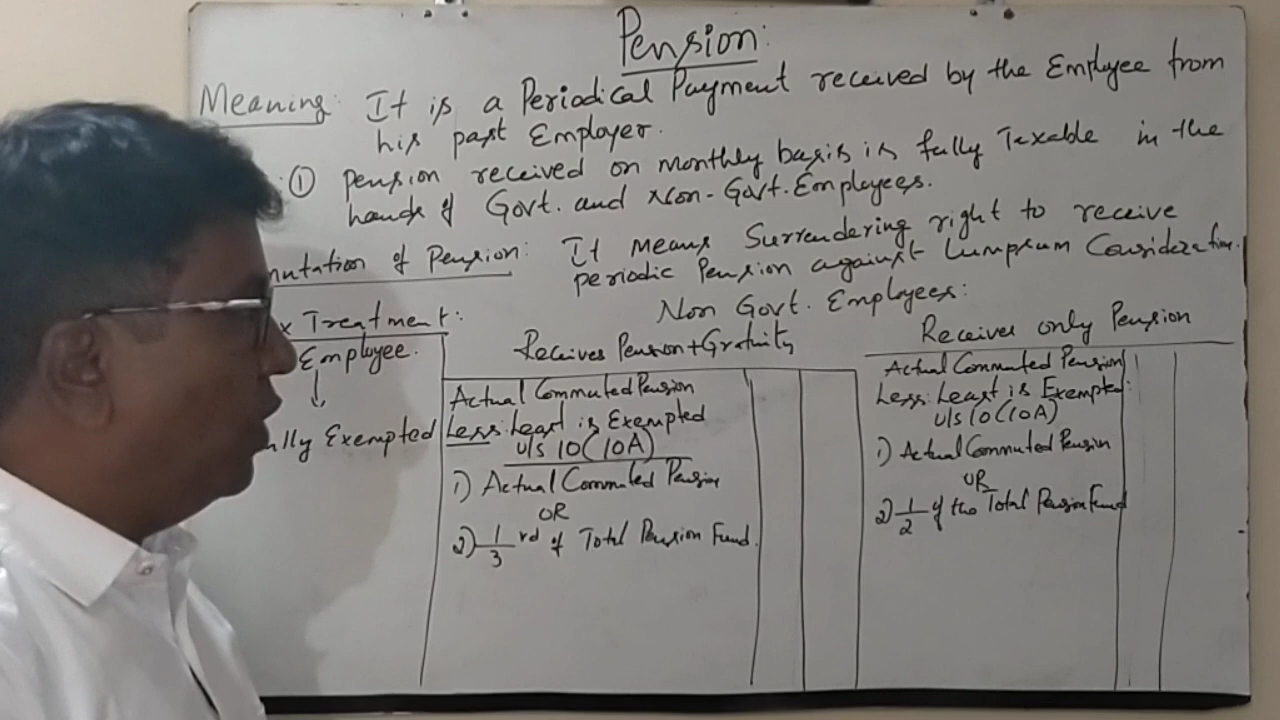 Pension:
Meaning: It is a Periodical Payment received by the Employee from
his past Employer.
① pension received on monthly basis is fully Taxable in the
hands of Govt. and Non-Govt. Employees.
mutation of Pension: It means Surrendering right to receive
periodic Pension against Lumpsum Consideration.
x Treatment:
Non Govt. Employees:
Employee.
Fully Exempted
Receives Pension+Gratuity
Actual Commuted Pension
Less: Least is Exempted
U/s 10(10A)
1) Actual Commuted Pension
OR
2) 1/3 rd of Total Pension Fund.
Receives only Pension
Actual Commuted Pension
Less: Least is Exempted:
U/s 10(10A)
1) Actual Commuted Pension
OR
2) 1/2 of the Total Pension Fund